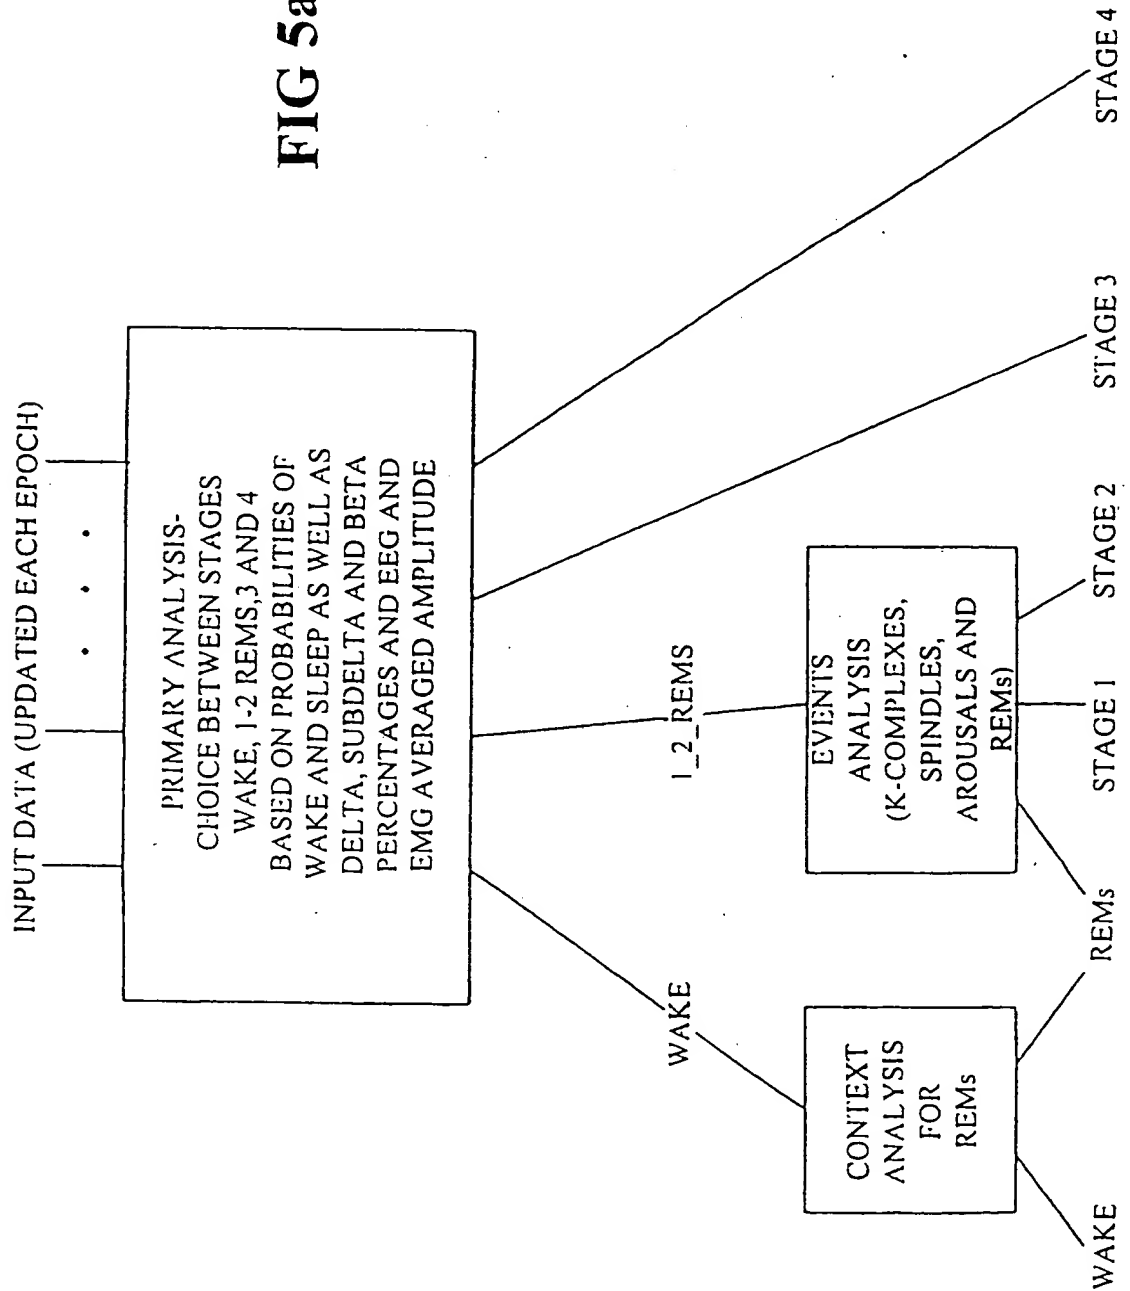 FIG 5a
INPUT DATA (UPDATED EACH EPOCH)
PRIMARY ANALYSIS-
CHOICE BETWEEN STAGES
WAKE, 1-2 REMS,3 AND 4
BASED ON PROBABILITIES OF
WAKE AND SLEEP AS WELL AS
DELTA, SUBDELTA AND BETA
PERCENTAGES AND EEG AND
EMG AVERAGED AMPLITUDE
WAKE
1_2_REMS
CONTEXT
ANALYSIS
FOR
REMs
EVENTS
ANALYSIS
(K-COMPLEXES,
SPINDLES,
AROUSALS AND
REMs)
WAKE
REMs
STAGE 1
STAGE 2
STAGE 3
STAGE 4